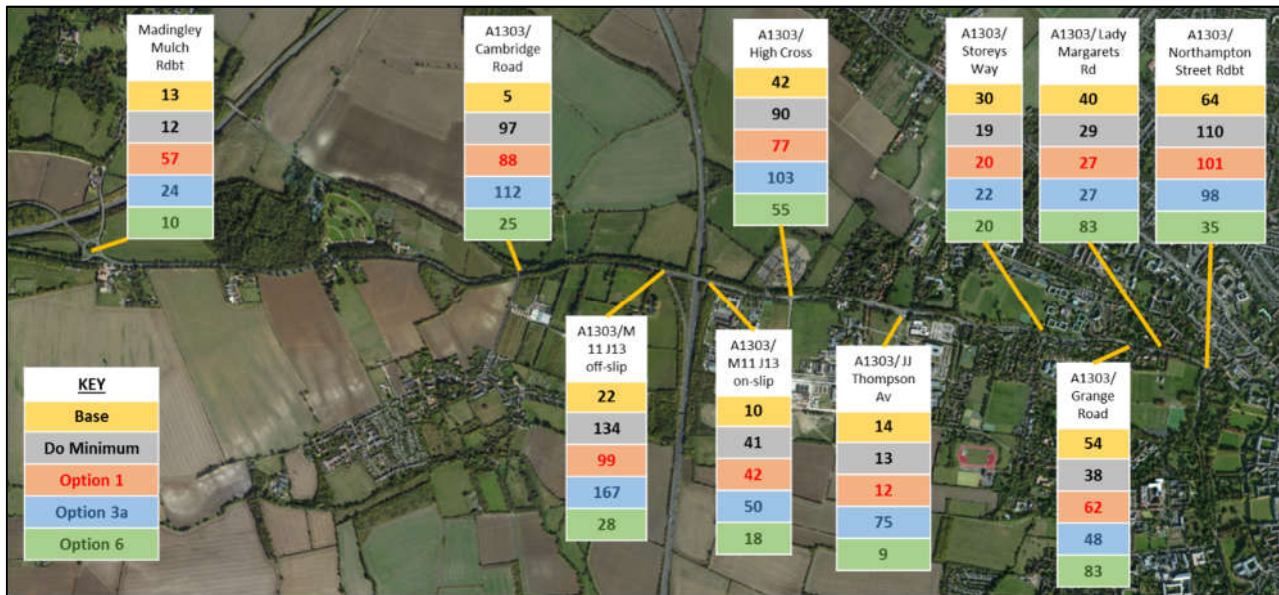 Madingley
Mulch
Rdbt
13
12
57
24
10
A1303/
Cambridge
Road
5
97
88
112
25
A1303/
High Cross
42
90
77
103
55
A1303/
Storeys
Way
30
19
20
22
20
A1303/ Lady
Margarets
Rd
40
29
27
27
83
A1303/
Northampton
Street Rdbt
64
110
101
98
35
A1303/M
11 J13
off-slip
22
134
99
167
28
A1303/
M11 J13
on-slip
10
41
42
50
18
A1303/ JJ
Thompson
Av
14
13
12
75
9
A1303/
Grange
Road
54
38
62
48
83
KEY
Base
Do Minimum
Option 1
Option 3a
Option 6